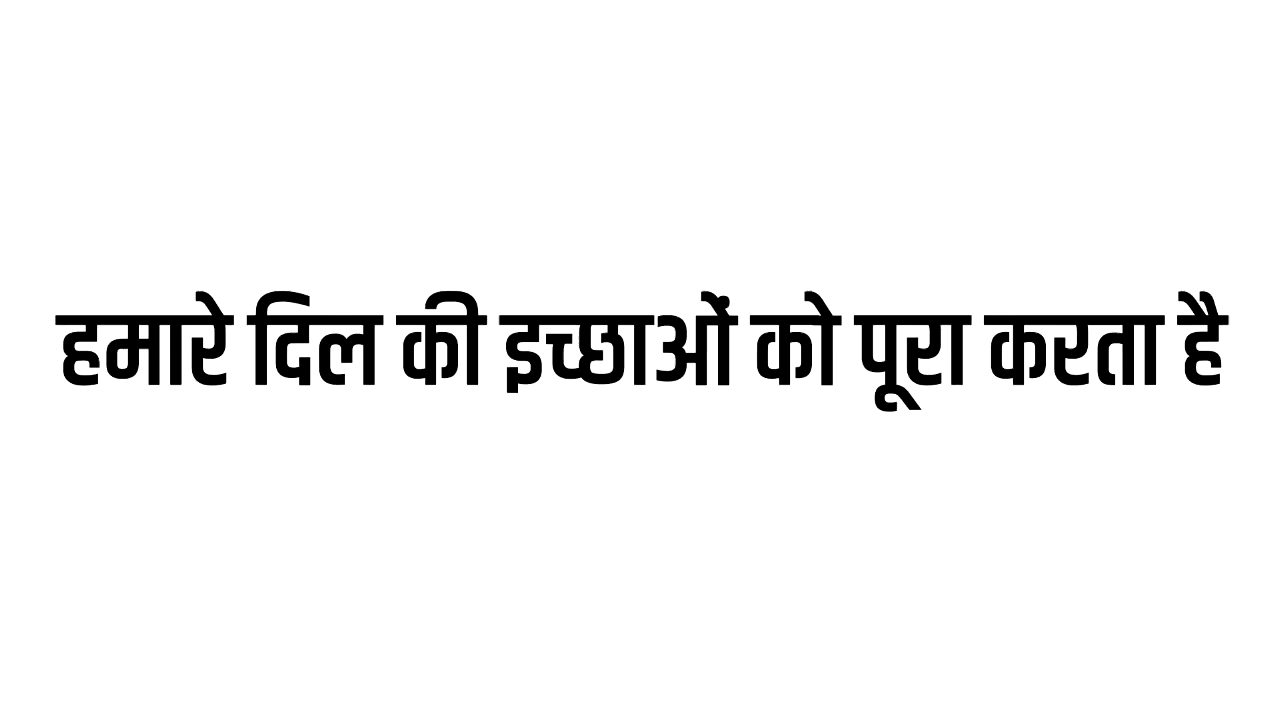 हमारे दिल की इच्छाओं को पूरा करता है